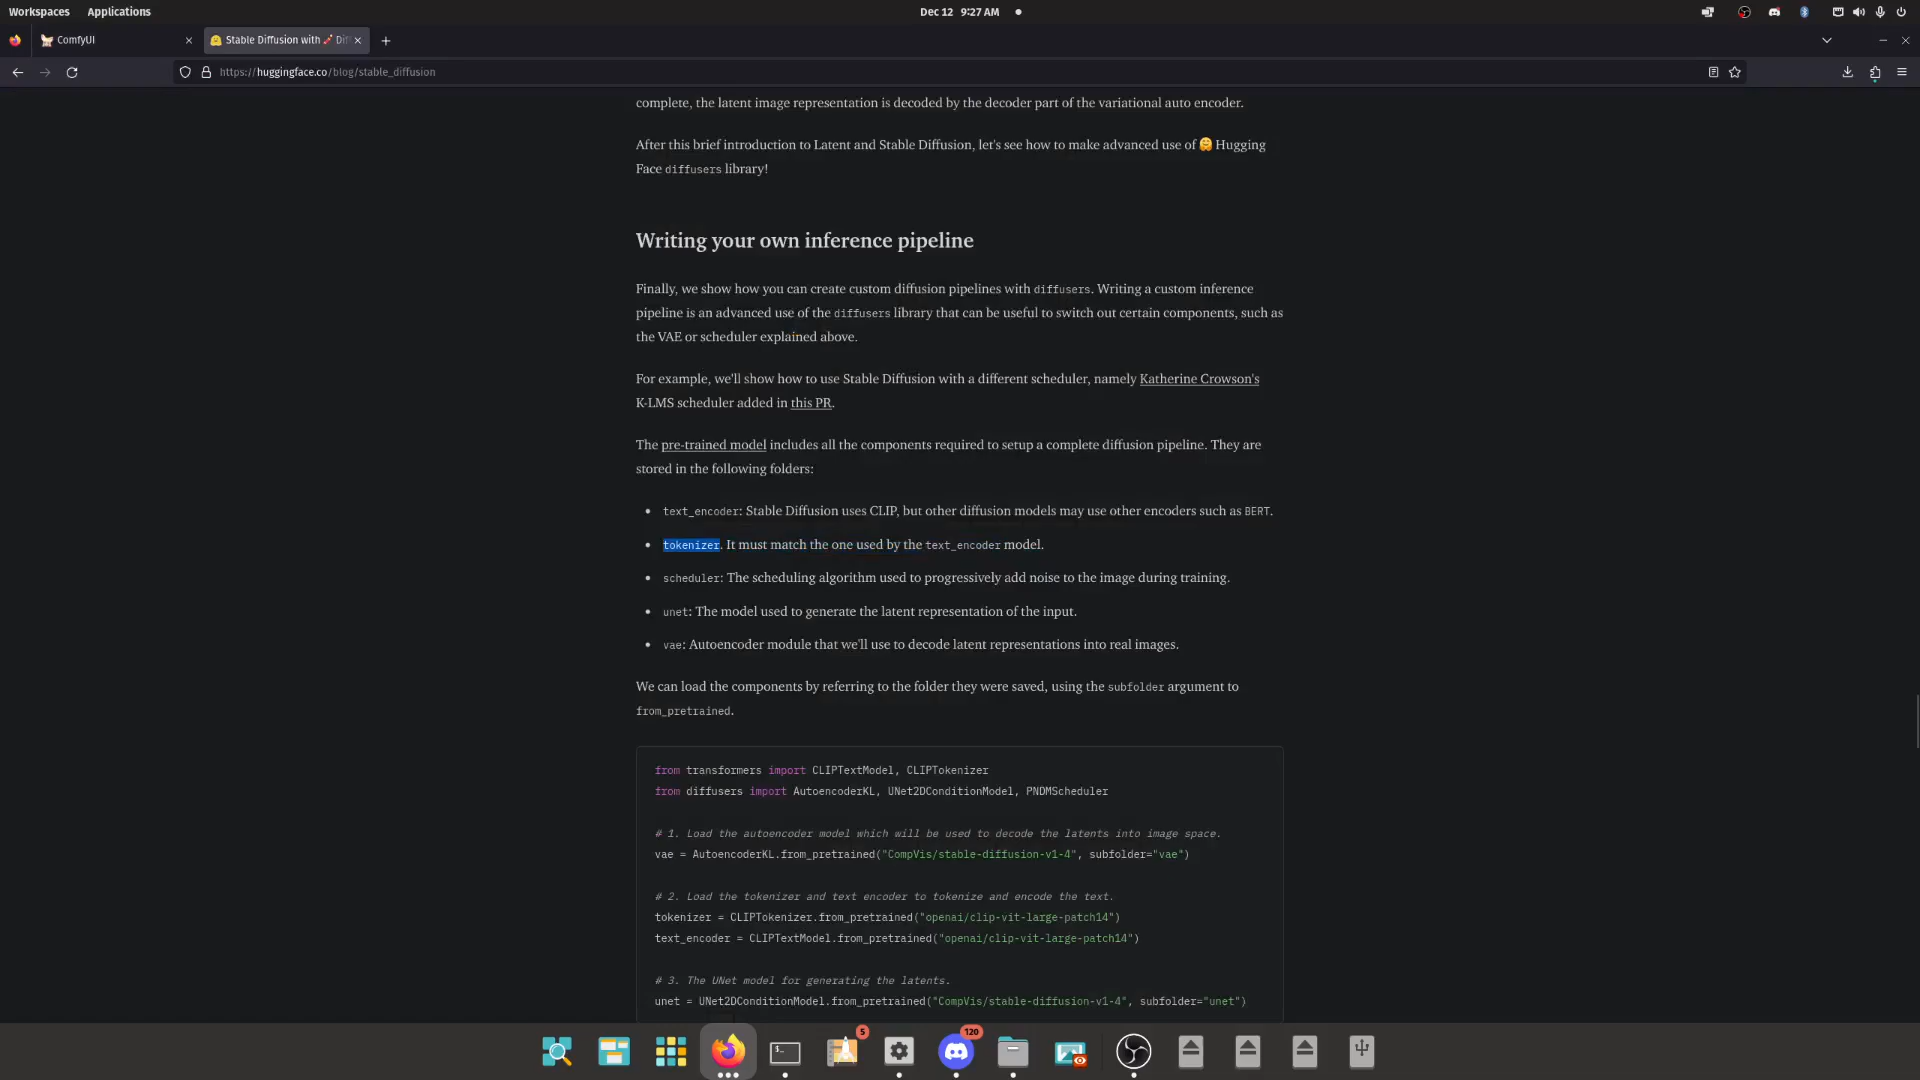 Workspaces Applications Dec 12 9:27 AM
ComfyUI Stable Diffusion with 🧨 Dif
https://huggingface.co/blog/stable_diffusion
complete, the latent image representation is decoded by the decoder part of the variational auto encoder.
After this brief introduction to Latent and Stable Diffusion, let's see how to make advanced use of 🤗 Hugging
Face diffusers library!
Writing your own inference pipeline
Finally, we show how you can create custom diffusion pipelines with diffusers. Writing a custom inference
pipeline is an advanced use of the diffusers library that can be useful to switch out certain components, such as
the VAE or scheduler explained above.
For example, we'll show how to use Stable Diffusion with a different scheduler, namely Katherine Crowson's
K-LMS scheduler added in this PR.
The pre-trained model includes all the components required to setup a complete diffusion pipeline. They are
stored in the following folders:
• text_encoder: Stable Diffusion uses CLIP, but other diffusion models may use other encoders such as BERT.
• tokenizer. It must match the one used by the text_encoder model.
• scheduler: The scheduling algorithm used to progressively add noise to the image during training.
• unet: The model used to generate the latent representation of the input.
• vae: Autoencoder module that we'll use to decode latent representations into real images.
We can load the components by referring to the folder they were saved, using the subfolder argument to
from_pretrained.
from transformers import CLIPTextModel, CLIPTokenizer
from diffusers import AutoencoderKL, UNet2DConditionModel, PNDMScheduler
# 1. Load the autoencoder model which will be used to decode the latents into image space.
vae = AutoencoderKL.from_pretrained("CompVis/stable-diffusion-v1-4", subfolder="vae")
# 2. Load the tokenizer and text encoder to tokenize and encode the text.
tokenizer = CLIPTokenizer.from_pretrained("openai/clip-vit-large-patch14")
text_encoder = CLIPTextModel.from_pretrained("openai/clip-vit-large-patch14")
# 3. The UNet model for generating the latents.
unet = UNet2DConditionModel.from_pretrained("CompVis/stable-diffusion-v1-4", subfolder="unet")
5 120